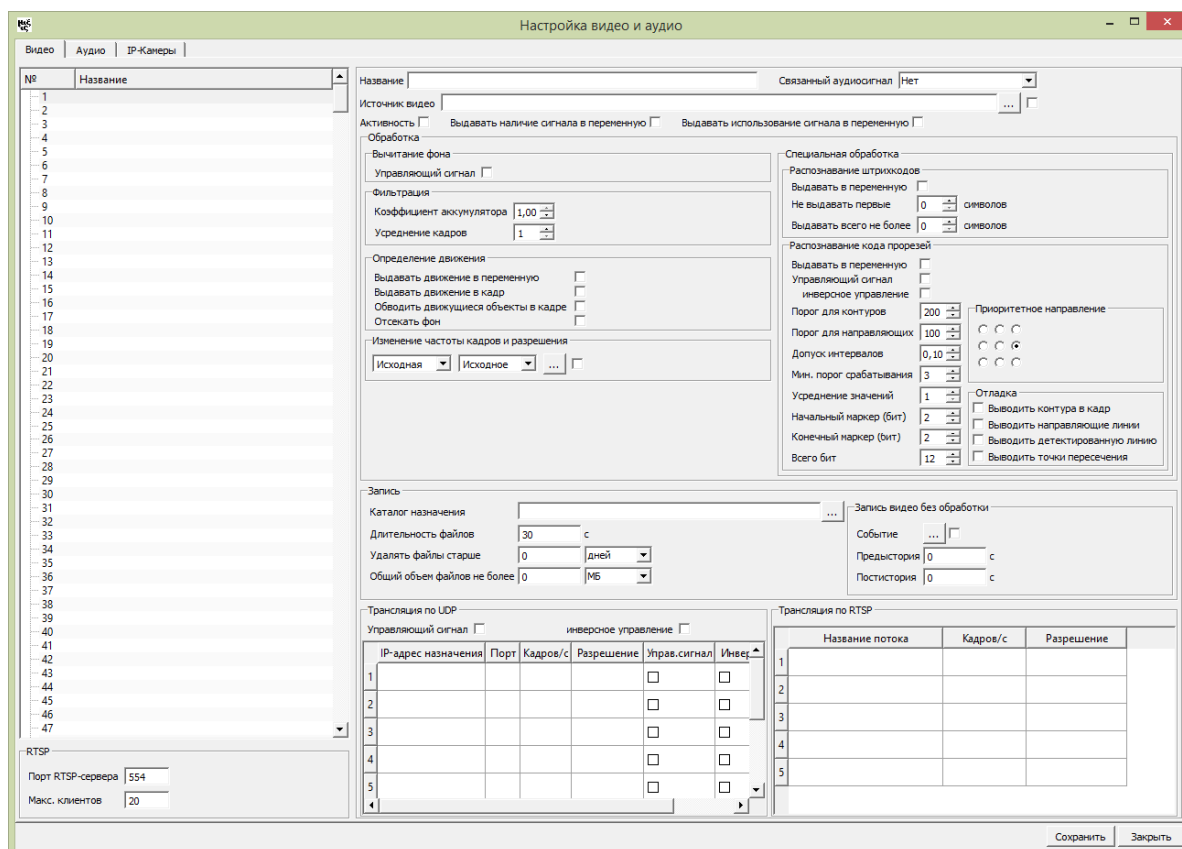 Настройка видео и аудио
Видео Аудио IP-Камеры
№ Название
1
2
3
4
5
6
7
8
9
10
11
12
13
14
15
16
17
18
19
20
21
22
23
24
25
26
27
28
29
30
31
32
33
34
35
36
37
38
39
40
41
42
43
44
45
46
47
RTSP
Порт RTSP-сервера 554
Макс. клиентов 20
Название Связанный аудиосигнал Нет
Источник видео ...
Активность Выдавать наличие сигнала в переменную Выдавать использование сигнала в переменную
Обработка
Вычитание фона
Управляющий сигнал
Фильтрация
Коэффициент аккумулятора 1,00
Усреднение кадров 1
Определение движения
Выдавать движение в переменную
Выдавать движение в кадр
Обводить движущиеся объекты в кадре
Отсекать фон
Изменение частоты кадров и разрешения
Исходная Исходное ...
Специальная обработка
Распознавание штрихкодов
Выдавать в переменную
Не выдавать первые 0 символов
Выдавать всего не более 0 символов
Распознавание кода прорезей
Выдавать в переменную
Управляющий сигнал
инверсное управление
Порог для контуров 200
Порог для направляющих 100
Допуск интервалов 0,10
Мин. порог срабатывания 3
Усреднение значений 1
Начальный маркер (бит) 2
Конечный маркер (бит) 2
Всего бит 12
Приоритетное направление
Отладка
Выводить контура в кадр
Выводить направляющие линии
Выводить детектированную линию
Выводить точки пересечения
Запись
Каталог назначения ...
Длительность файлов 30 с
Удалять файлы старше 0 дней
Общий объем файлов не более 0 МБ
Запись видео без обработки
Событие ...
Предыстория 0 с
Постистория 0 с
Трансляция по UDP
Управляющий сигнал инверсное управление
IP-адрес назначения Порт Кадров/с Разрешение Управ.сигнал Инвер
1
2
3
4
5
Трансляция по RTSP
Название потока Кадров/с Разрешение
1
2
3
4
5
Сохранить Закрыть